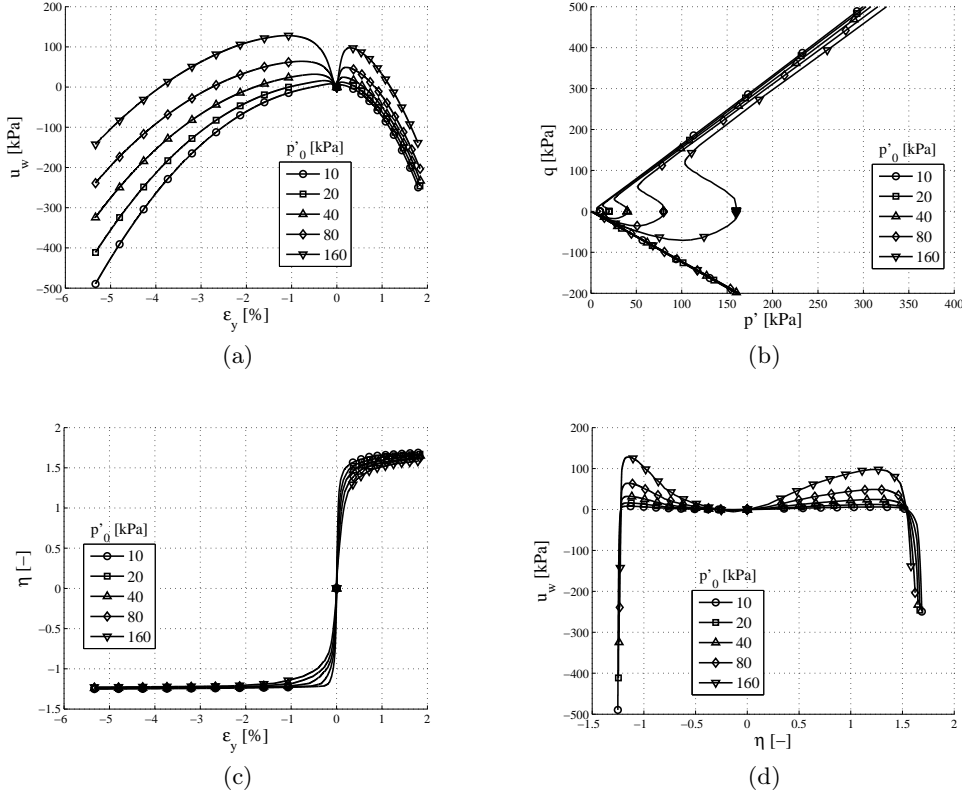 200
100
0
−100
−200
−300
−400
−500
u_w [kPa]
−6 −5 −4 −3 −2 −1 0 1 2
ε_y [%]
p'_0 [kPa]
10
20
40
80
160
(a)
500
400
300
200
100
0
−100
−200
q [kPa]
0 50 100 150 200 250 300 350 400
p' [kPa]
p'_0 [kPa]
10
20
40
80
160
(b)
2
1.5
1
0.5
0
−0.5
−1
−1.5
η [−]
−6 −5 −4 −3 −2 −1 0 1 2
ε_y [%]
p'_0 [kPa]
10
20
40
80
160
(c)
200
100
0
−100
−200
−300
−400
−500
u_w [kPa]
−1.5 −1 −0.5 0 0.5 1 1.5 2
η [−]
p'_0 [kPa]
10
20
40
80
160
(d)